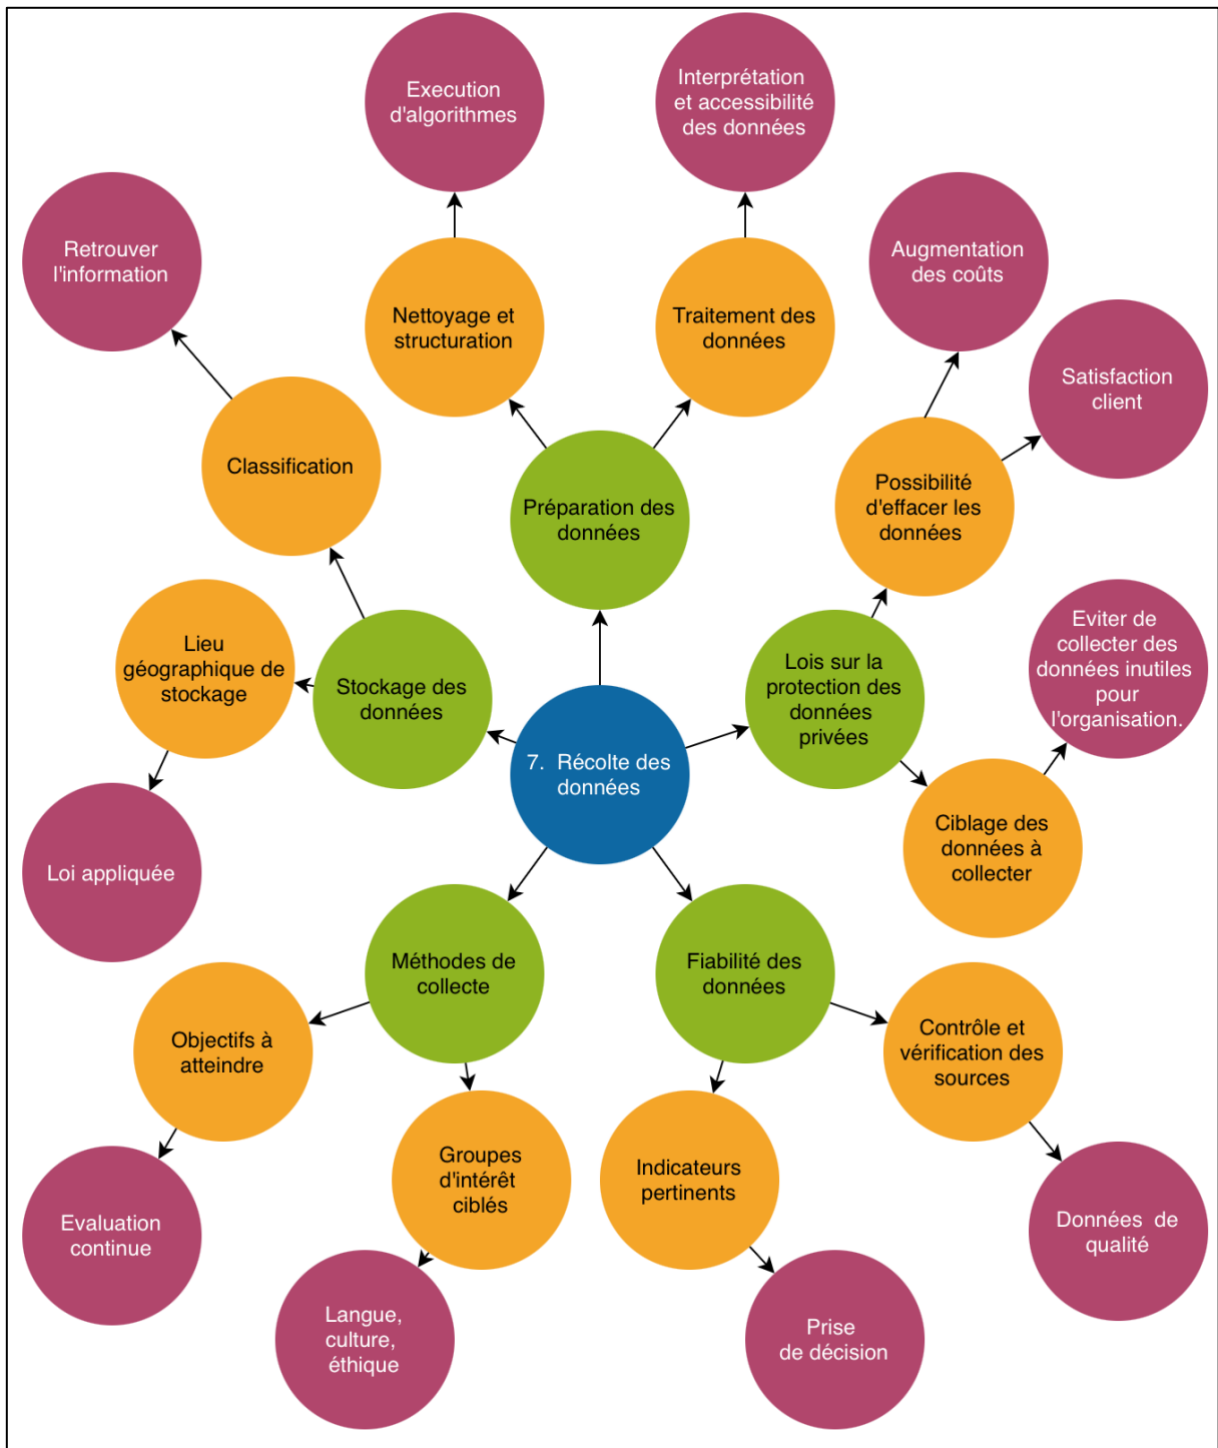 Execution
d'algorithmes
Interprétation
et accessibilité
des données
Retrouver
l'information
Augmentation
des coûts
Nettoyage et
structuration
Traitement des
données
Satisfaction
client
Classification
Préparation des
données
Possibilité
d'effacer les
données
Lieu
géographique de
stockage
Stockage des
données
Lois sur la
protection des
données
privées
Eviter de
collecter des
données inutiles
pour
l'organisation.
7. Récolte des
données
Loi appliquée
Ciblage des
données à
collecter
Méthodes de
collecte
Fiabilité des
données
Objectifs à
atteindre
Contrôle et
vérification des
sources
Groupes
d'intérêt
ciblés
Indicateurs
pertinents
Evaluation
continue
Données de
qualité
Langue,
culture,
éthique
Prise
de décision